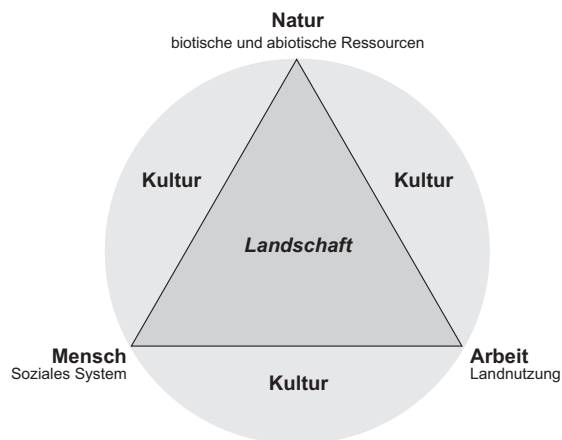 Natur
biotische und abiotische Ressourcen
Kultur
Kultur
Landschaft
Mensch
Soziales System
Arbeit
Landnutzung
Kultur